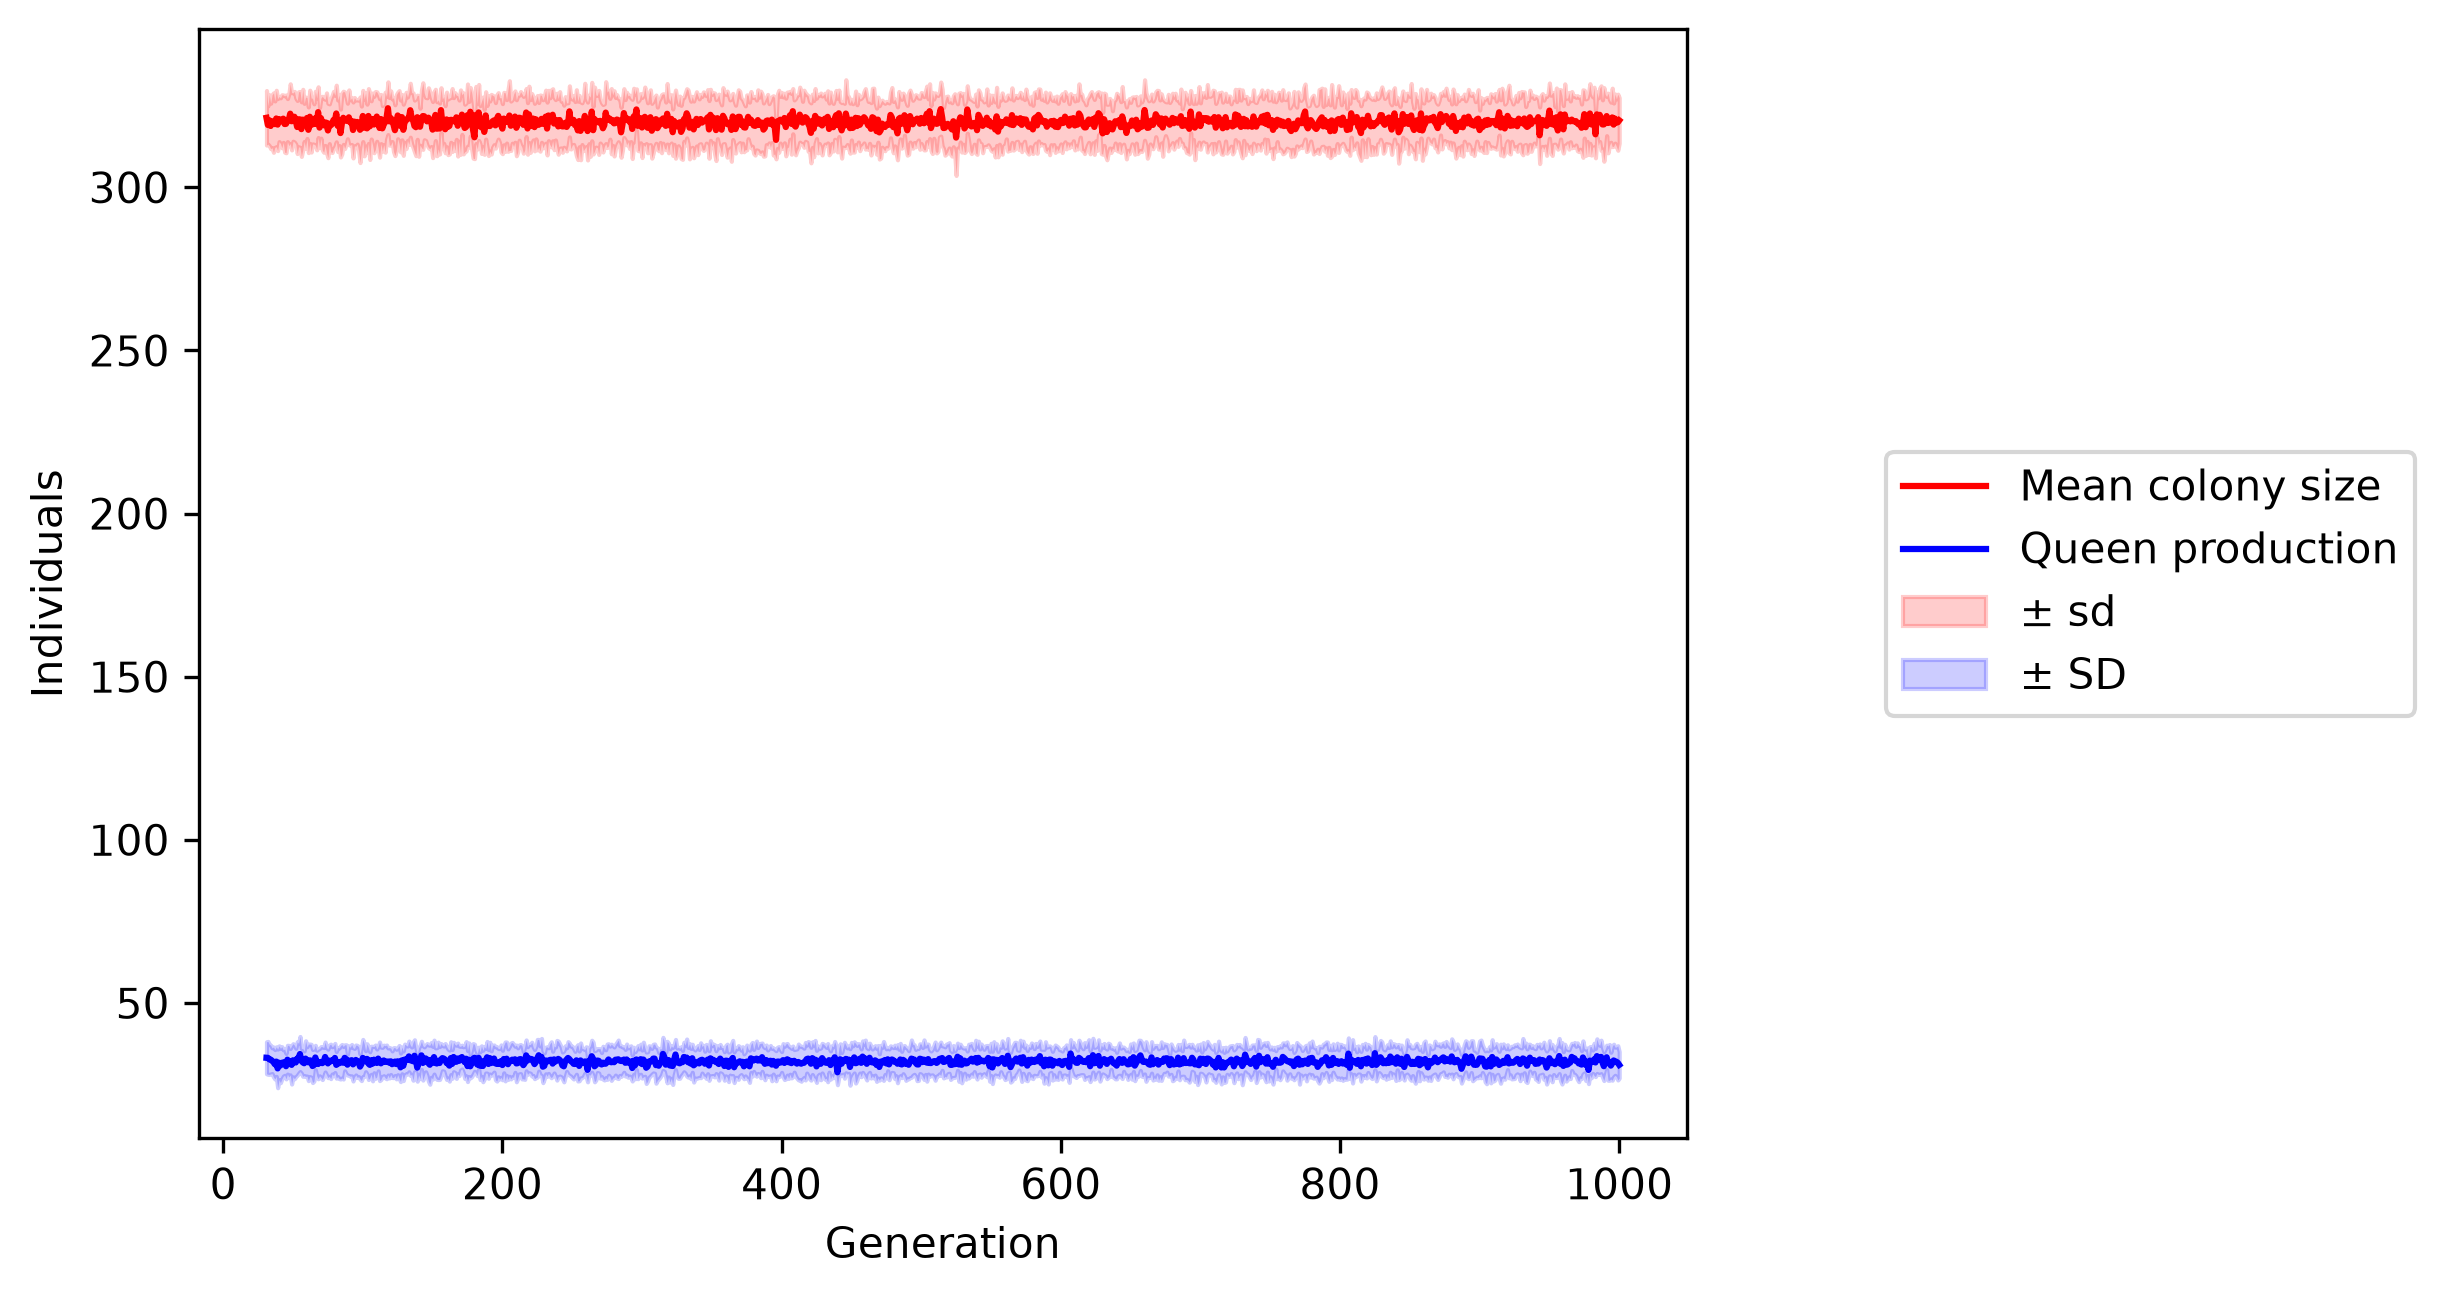 300
250
200
150
100
50
Individuals
0 200 400 600 800 1000
Generation
Mean colony size
Queen production
± sd
± SD